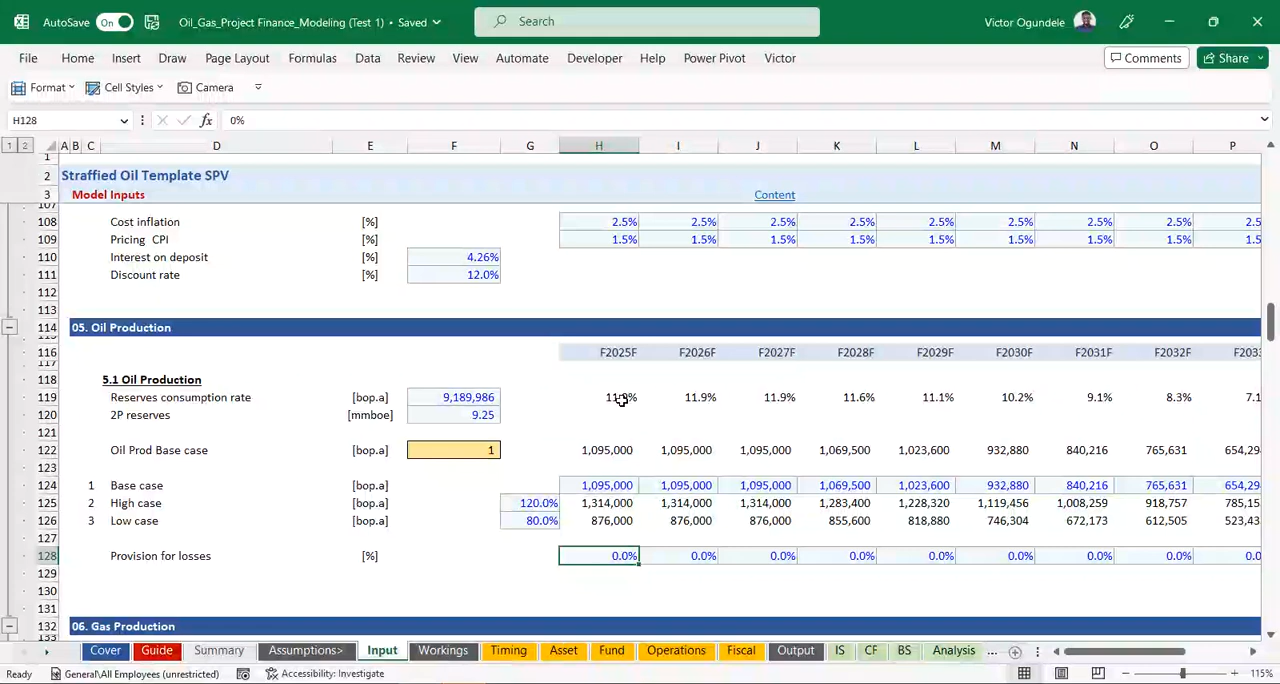 AutoSave On Oil_Gas_Project Finance_Modeling (Test 1) • Saved Search Victor Ogundele
File Home Insert Draw Page Layout Formulas Data Review View Automate Developer Help Power Pivot Victor Comments Share
Format Cell Styles Camera
H128 fx 0%
1 2 A B C D E F G H I J K L M N O P
1
2 Straffied Oil Template SPV
3 Model Inputs Content
107
108 Cost inflation [%] 2.5% 2.5% 2.5% 2.5% 2.5% 2.5% 2.5% 2.5% 2.5
109 Pricing CPI [%] 1.5% 1.5% 1.5% 1.5% 1.5% 1.5% 1.5% 1.5% 1.5
110 Interest on deposit [%] 4.26%
111 Discount rate [%] 12.0%
112
113
114 05. Oil Production
116 F2025F F2026F F2027F F2028F F2029F F2030F F2031F F2032F F2033
117
118 5.1 Oil Production
119 Reserves consumption rate [bop.a] 9,189,986 11.9% 11.9% 11.9% 11.6% 11.1% 10.2% 9.1% 8.3% 7.1
120 2P reserves [mmboe] 9.25
121
122 Oil Prod Base case [bop.a] 1 1,095,000 1,095,000 1,095,000 1,069,500 1,023,600 932,880 840,216 765,631 654,29
123
124 1 Base case [bop.a] 1,095,000 1,095,000 1,095,000 1,069,500 1,023,600 932,880 840,216 765,631 654,29
125 2 High case [bop.a] 120.0% 1,314,000 1,314,000 1,314,000 1,283,400 1,228,320 1,119,456 1,008,259 918,757 785,15
126 3 Low case [bop.a] 80.0% 876,000 876,000 876,000 855,600 818,880 746,304 672,173 612,505 523,43
127
128 Provision for losses [%] 0.0% 0.0% 0.0% 0.0% 0.0% 0.0% 0.0% 0.0% 0.0
129
130
131
132 06. Gas Production
133
Cover Guide Summary Assumptions> Input Workings Timing Asset Fund Operations Fiscal Output IS CF BS Analysis ...
Ready General\All Employees (unrestricted) Accessibility: Investigate 115%